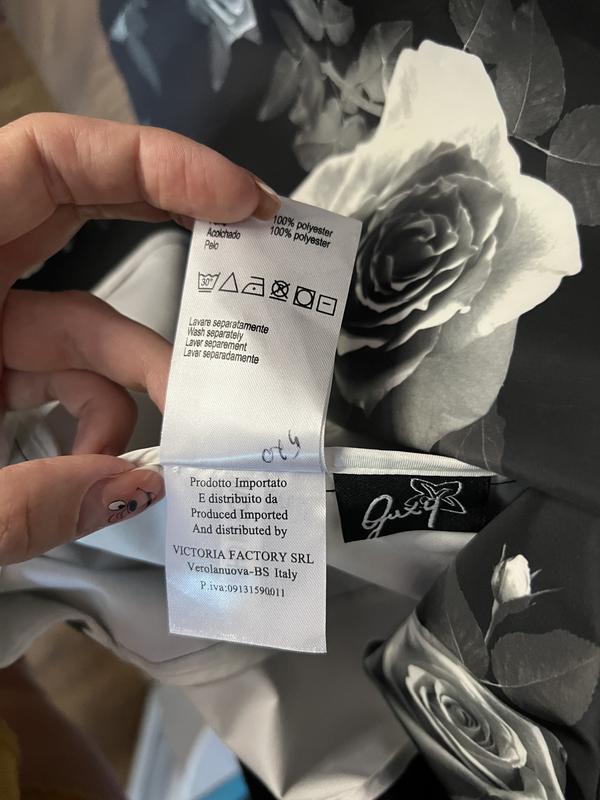 100% polyester
Acolchado 100% polyester
Pelo
30°
Lavare separatamente
Wash separately
Laver separement
Lavar separadamente
Prodotto Importato
E distribuito da
Produced Imported
And distributed by
VICTORIA FACTORY SRL
Verolanuova-BS Italy
P.iva:09131590011